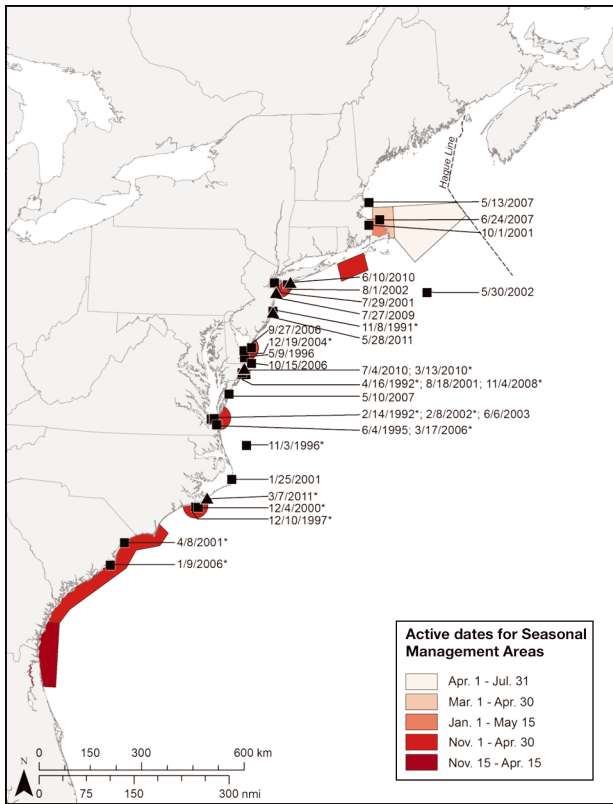 Hague Line
5/13/2007
6/24/2007
10/1/2001
6/10/2010
8/1/2002
5/30/2002
7/29/2001
7/27/2009
11/8/1991*
9/27/2006
5/28/2011
12/19/2004*
5/9/1996
10/15/2006
7/4/2010; 3/13/2010*
4/16/1992*; 8/18/2001; 11/4/2008*
5/10/2007
2/14/1992*; 2/8/2002*; 6/6/2003
6/4/1995; 3/17/2006*
11/3/1996*
1/25/2001
3/7/2011*
12/4/2000*
12/10/1997*
4/8/2001*
1/9/2006*
Active dates for Seasonal
Management Areas
Apr. 1 - Jul. 31
Mar. 1 - Apr. 30
Jan. 1 - May 15
Nov. 1 - Apr. 30
Nov. 15 - Apr. 15
N
0 150 300 600 km
0 75 150 300 nmi